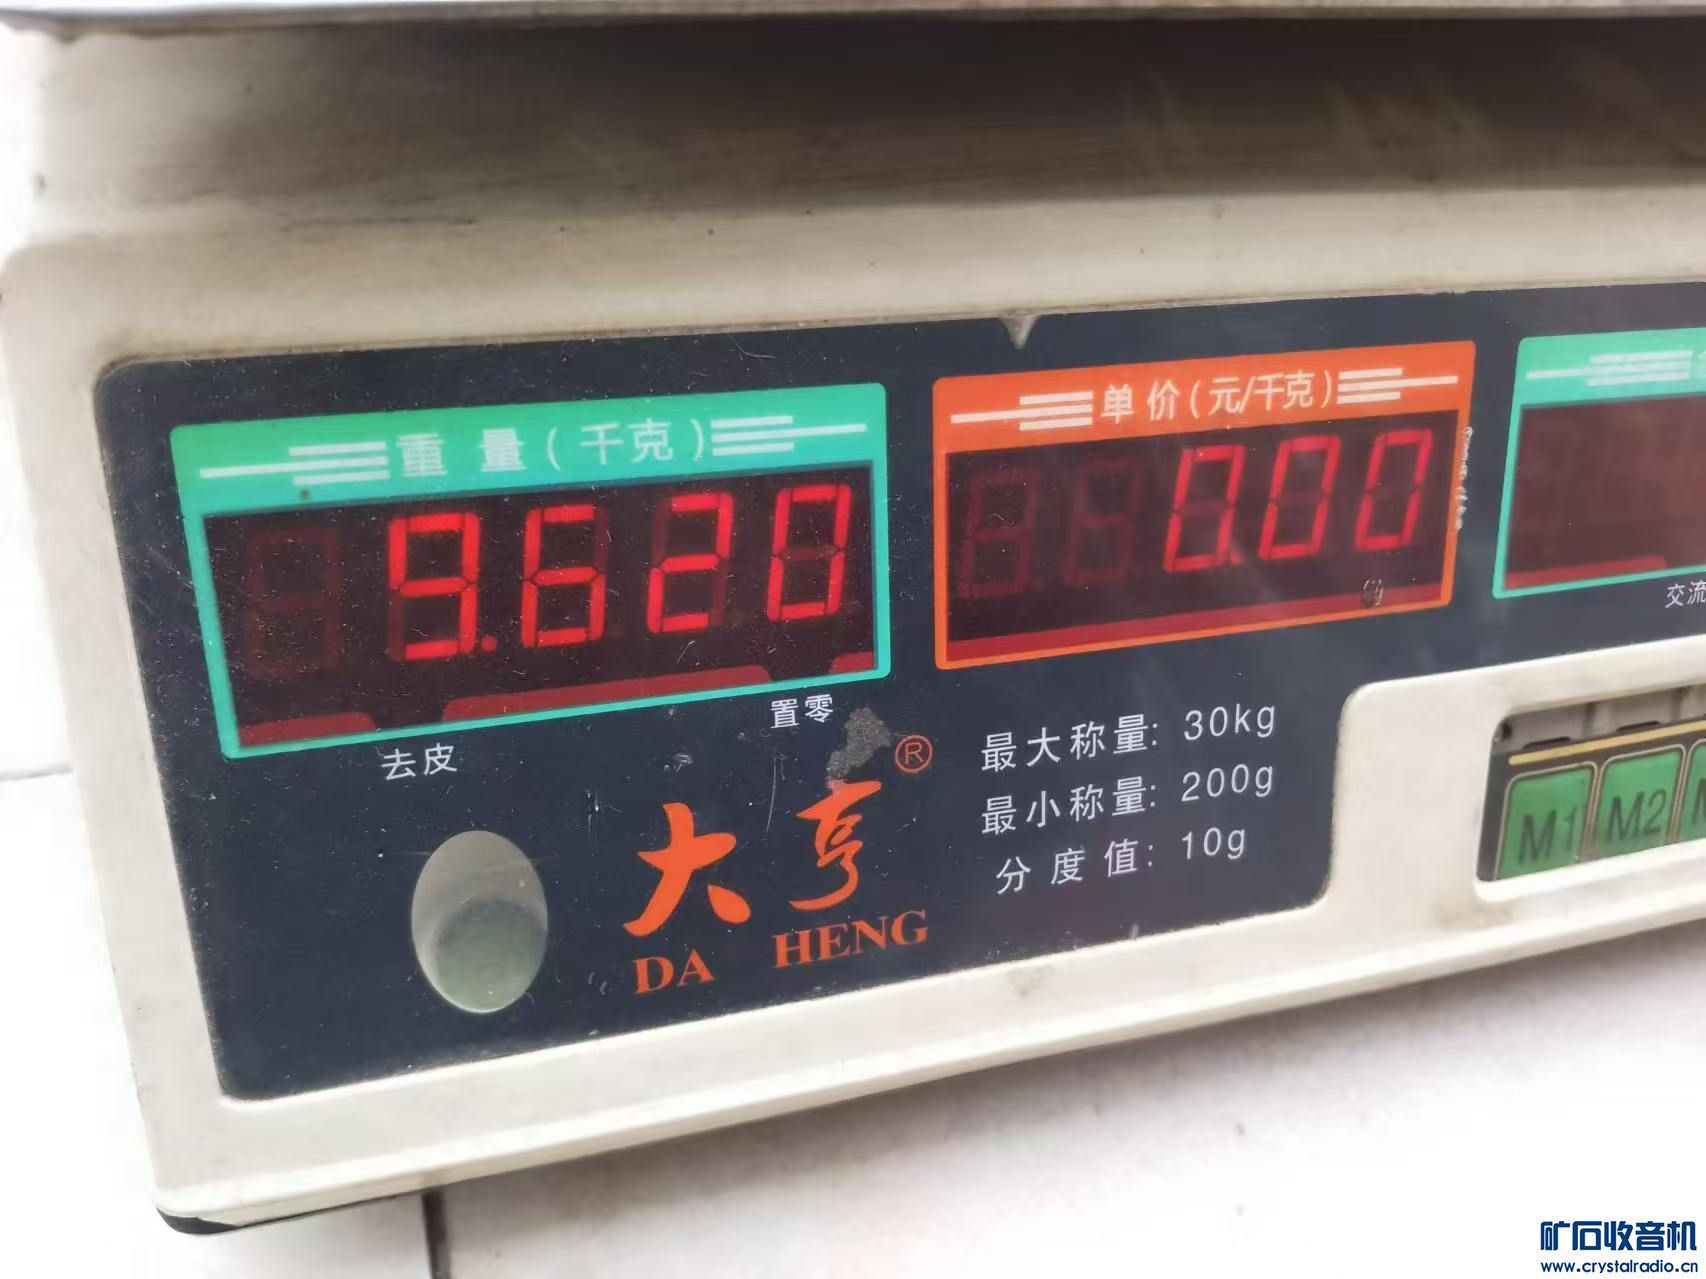 重量(千克)
9.620
单价(元/千克)
0.00
去皮
置零
交流
大亨®
DA HENG
最大称量: 30kg
最小称量: 200g
分度值: 10g
M1
M2
矿石收音机
www.crystalradio.cn